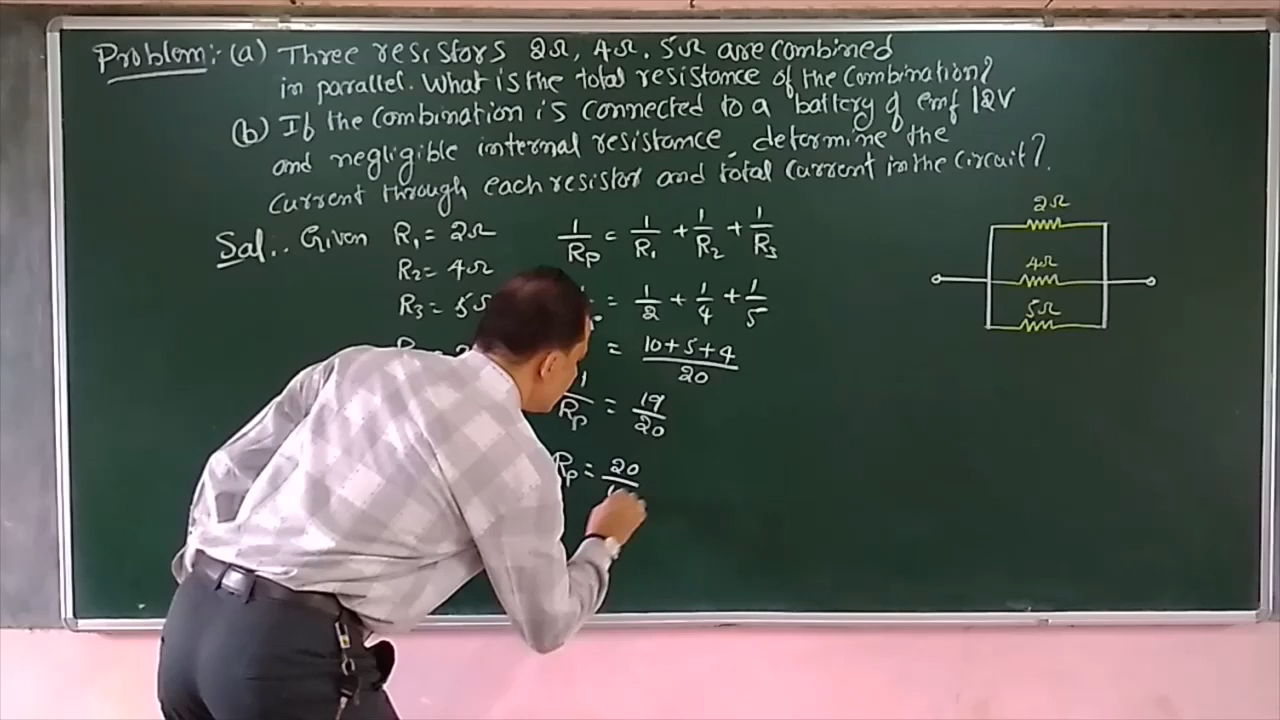 Problem:- (a) Three resistors 2Ω, 4Ω, 5Ω are combined
in parallel. What is the total resistance of the combination?
(b) If the combination is connected to a battery of emf 12V
and negligible internal resistance, determine the
current through each resistor and total current in the circuit?
Sol:. Given R₁ = 2Ω
R₂ = 4Ω
R₃ = 5Ω
1/Rp = 1/R₁ + 1/R₂ + 1/R₃
= 1/2 + 1/4 + 1/5
= 10+5+4/20
1/Rp = 19/20
Rp = 20/
2Ω
4Ω
5Ω